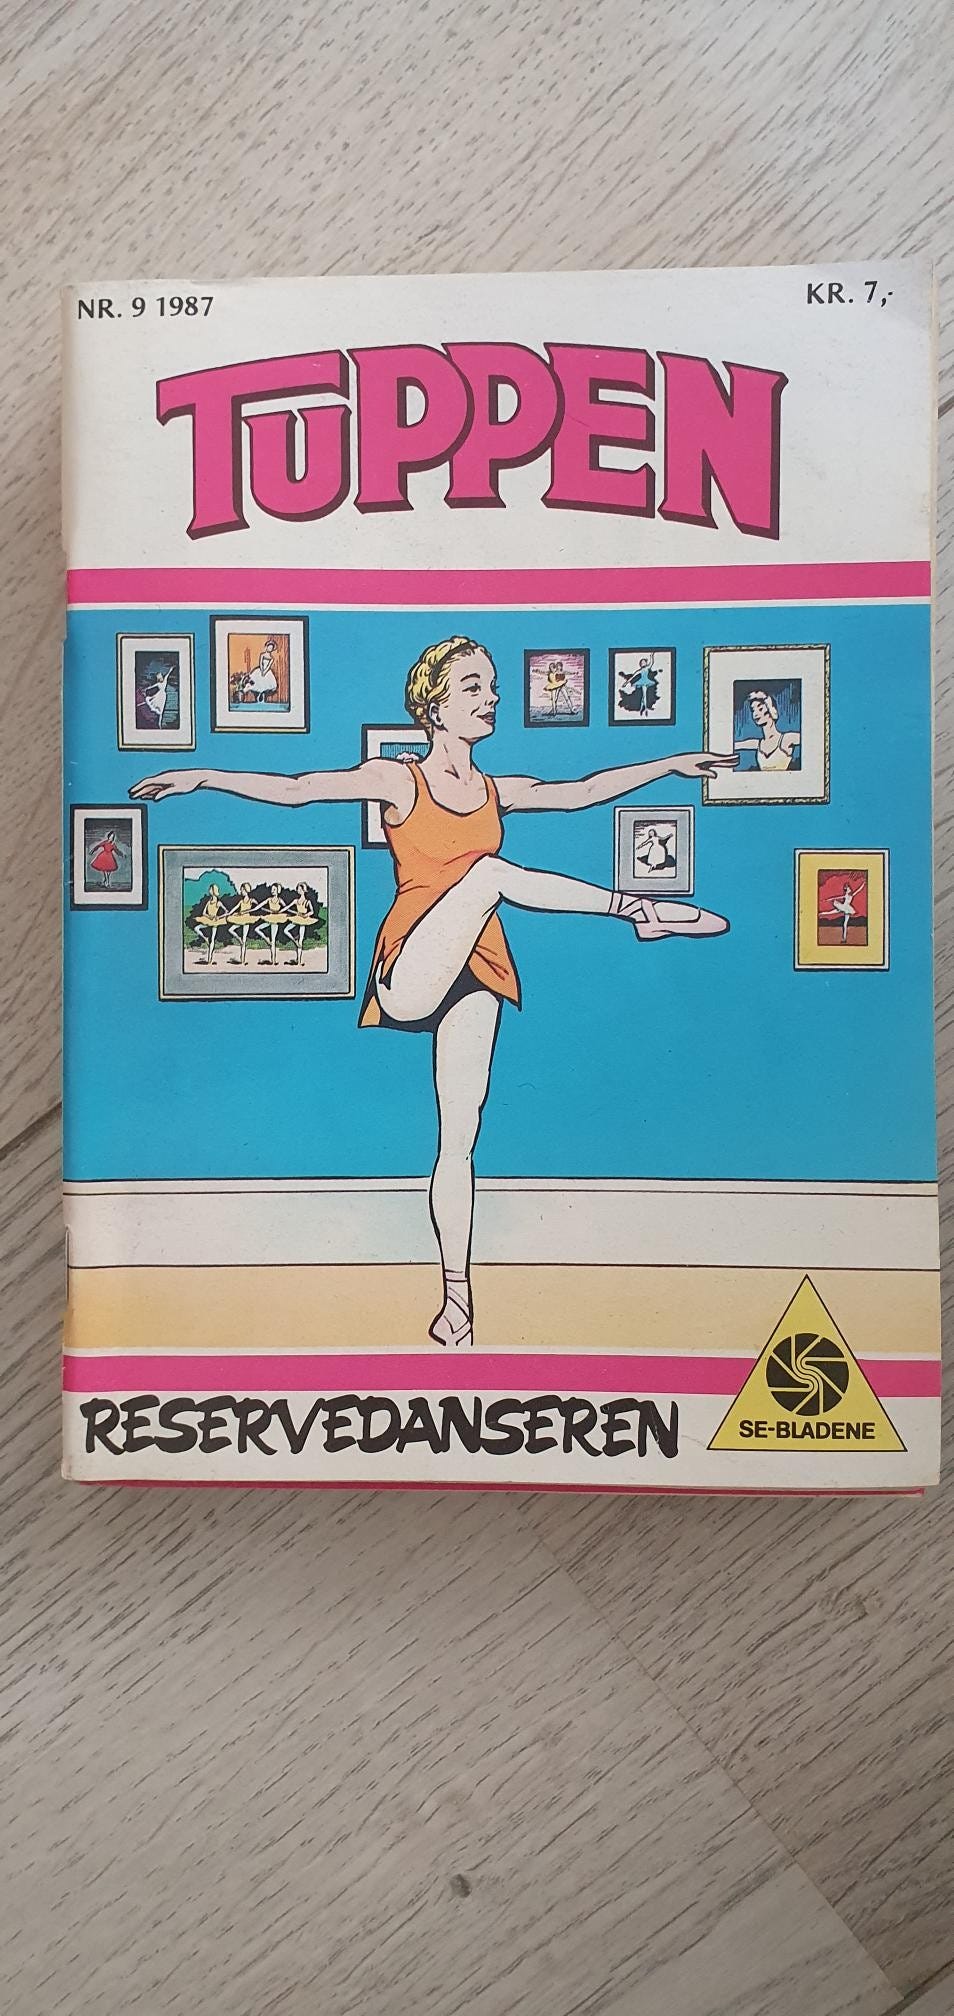 NR. 9 1987
KR. 7,-
TUPPEN
RESERVEDANSEREN
SE-BLADENE